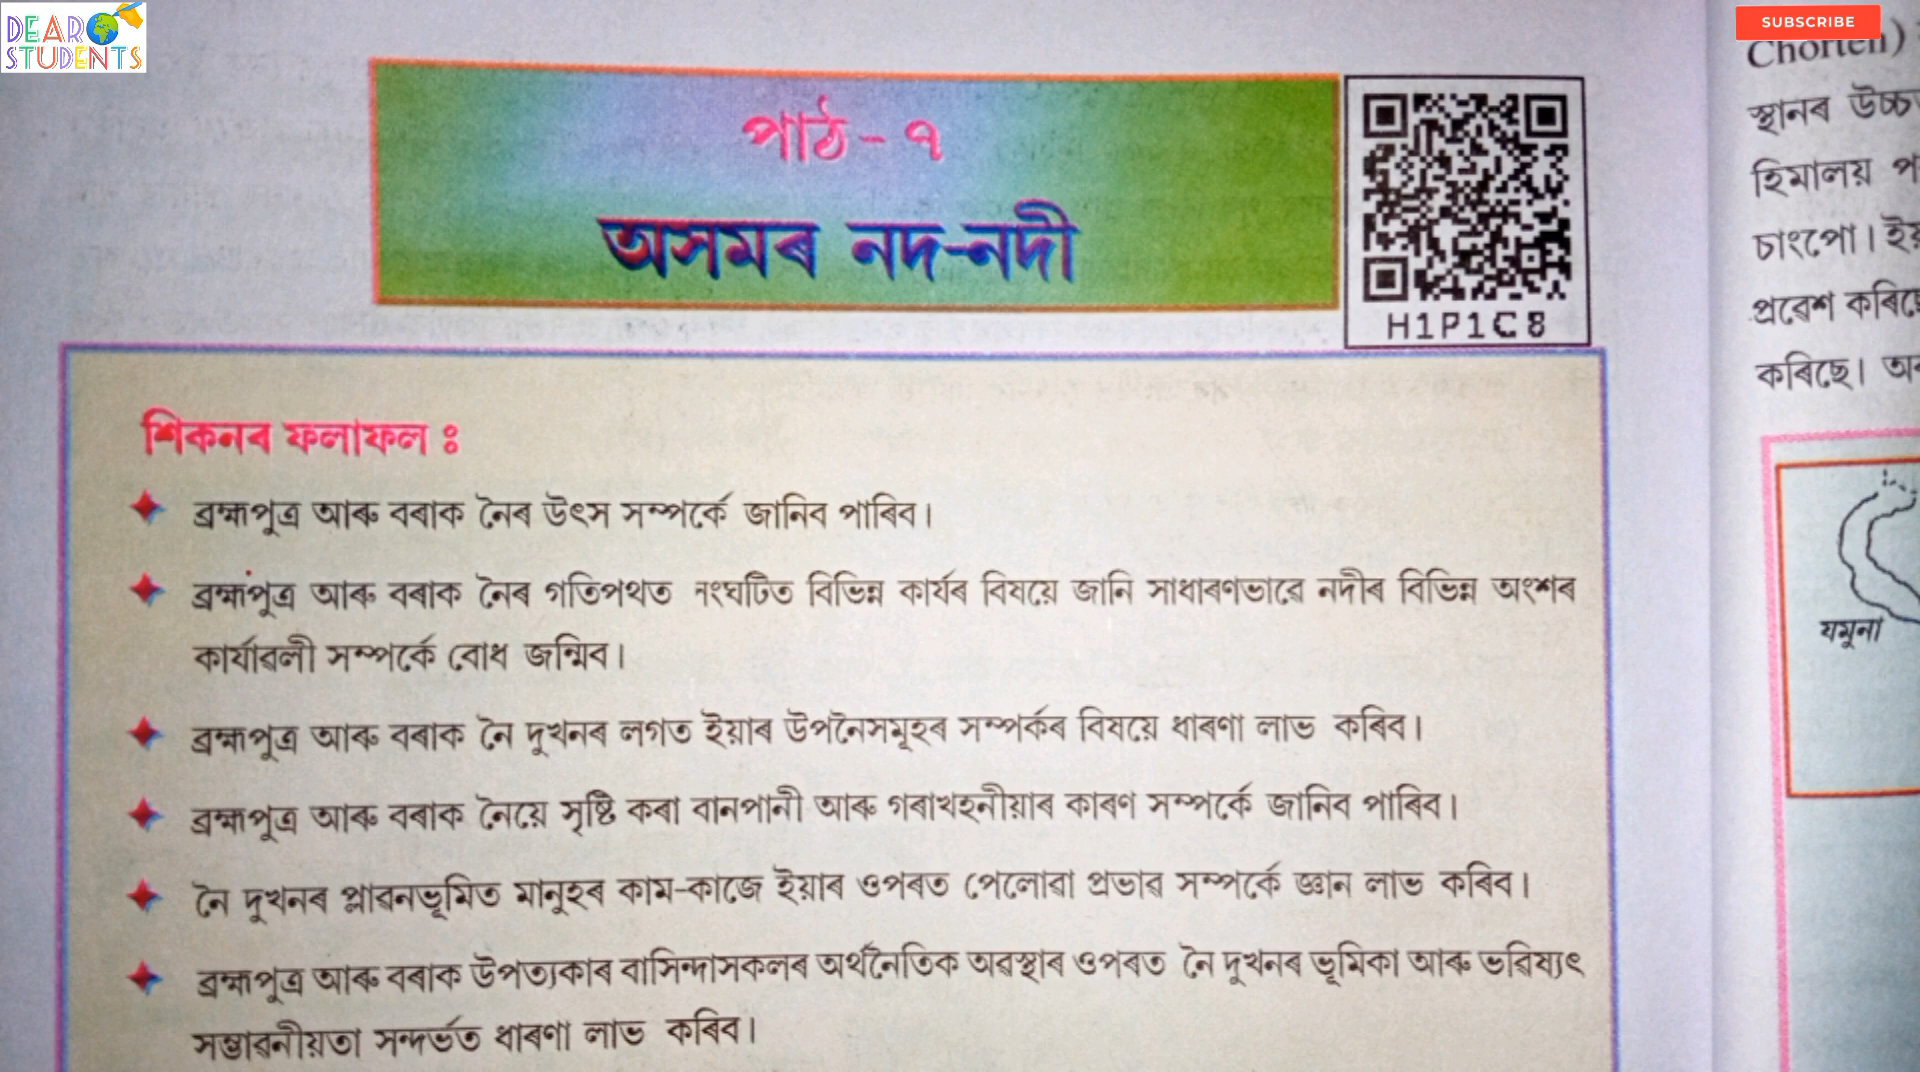 DEAR
STUDENTS
SUBSCRIBE
পাঠ - ৭
অসমৰ নদ-নদী
H1P1C8
শিকনৰ ফলাফল ঃ
ব্ৰহ্মপুত্ৰ আৰু বৰাক নৈৰ উৎস সম্পৰ্কে জানিব পাৰিব।
ব্ৰহ্মপুত্ৰ আৰু বৰাক নৈৰ গতিপথত সংঘটিত বিভিন্ন কাৰ্যৰ বিষয়ে জানি সাধাৰণভাৱে নদীৰ বিভিন্ন অংশৰ
কাৰ্যাৱলী সম্পৰ্কে বোধ জন্মিব।
ব্ৰহ্মপুত্ৰ আৰু বৰাক নৈ দুখনৰ লগত ইয়াৰ উপনৈসমূহৰ সম্পৰ্কৰ বিষয়ে ধাৰণা লাভ কৰিব।
ব্ৰহ্মপুত্ৰ আৰু বৰাক নৈয়ে সৃষ্টি কৰা বানপানী আৰু গৰাখহনীয়াৰ কাৰণ সম্পৰ্কে জানিব পাৰিব।
নৈ দুখনৰ প্লাৱনভূমিত মানুহৰ কাম-কাজে ইয়াৰ ওপৰত পেলোৱা প্ৰভাৱ সম্পৰ্কে জ্ঞান লাভ কৰিব।
ব্ৰহ্মপুত্ৰ আৰু বৰাক উপত্যকাৰ বাসিন্দাসকলৰ অৰ্থনৈতিক অৱস্থাৰ ওপৰত নৈ দুখনৰ ভূমিকা আৰু ভৱিষ্যৎ
সম্ভাৱনীয়তা সন্দৰ্ভত ধাৰণা লাভ কৰিব।
Chorten)
স্থানৰ
হিমালয়
চাংপো।
প্ৰৱেশ
কৰিছে।
যমুনা